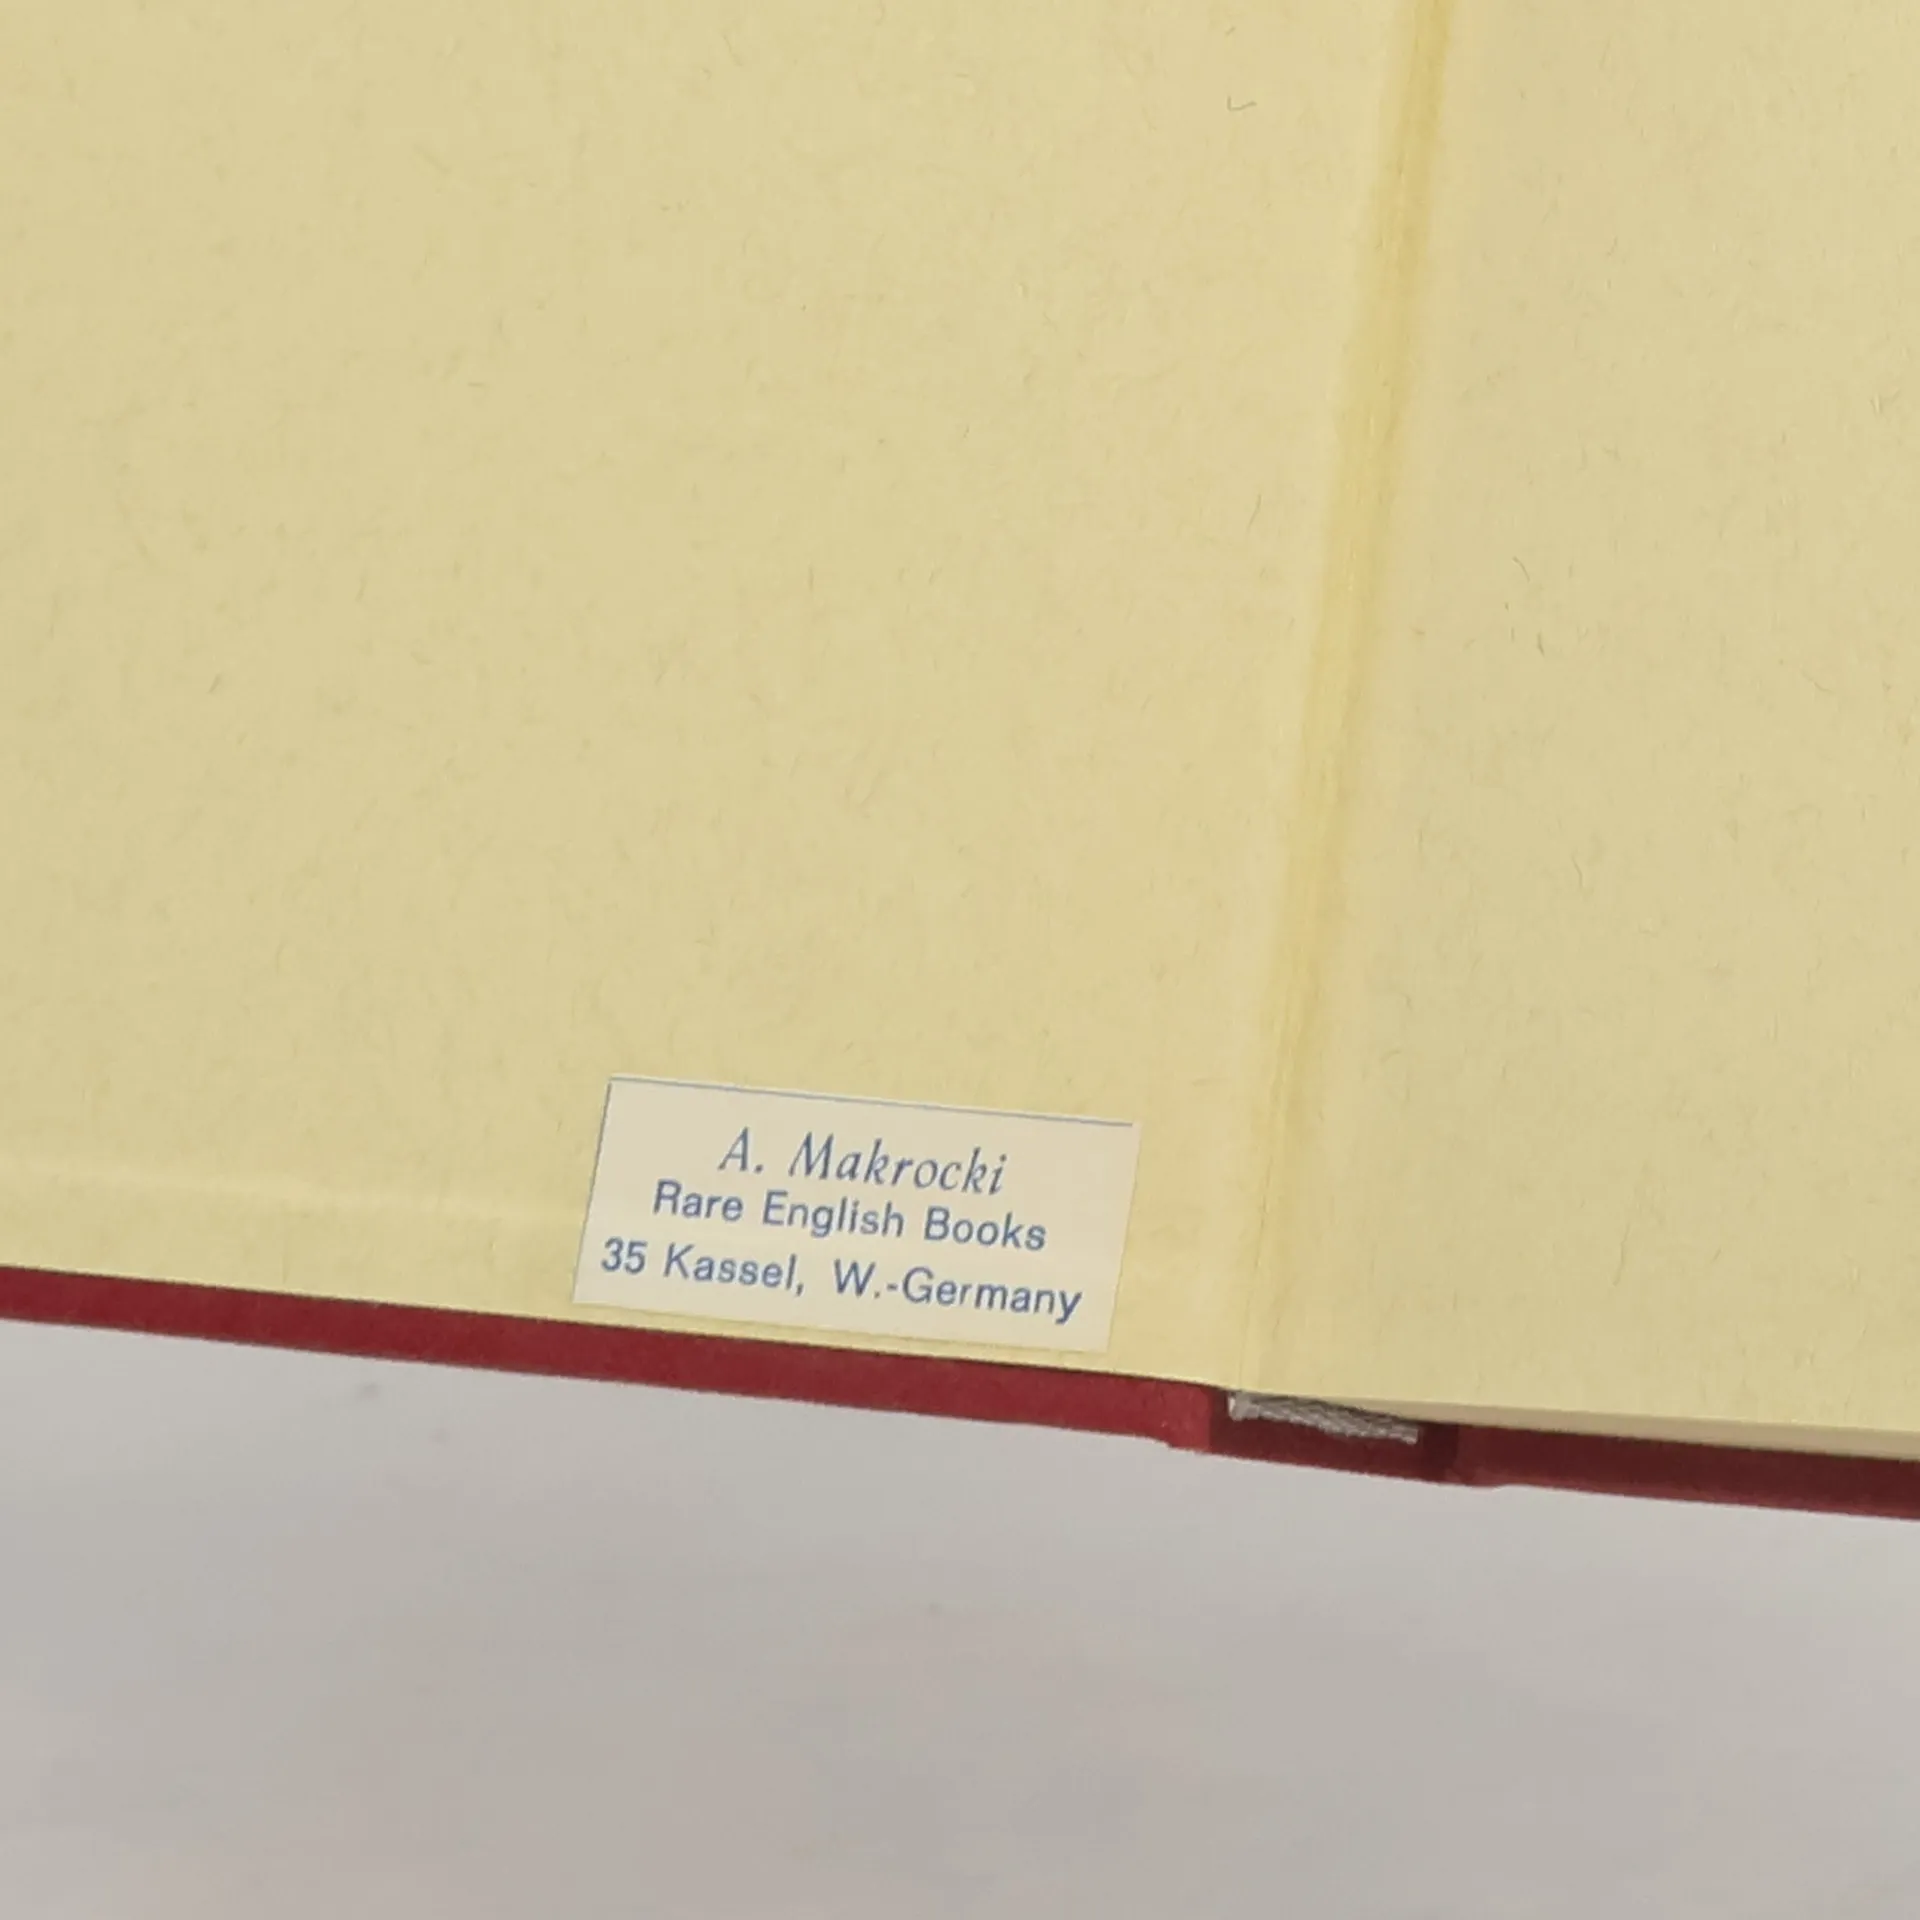 A. Makrocki
Rare English Books
35 Kassel, W.-Germany